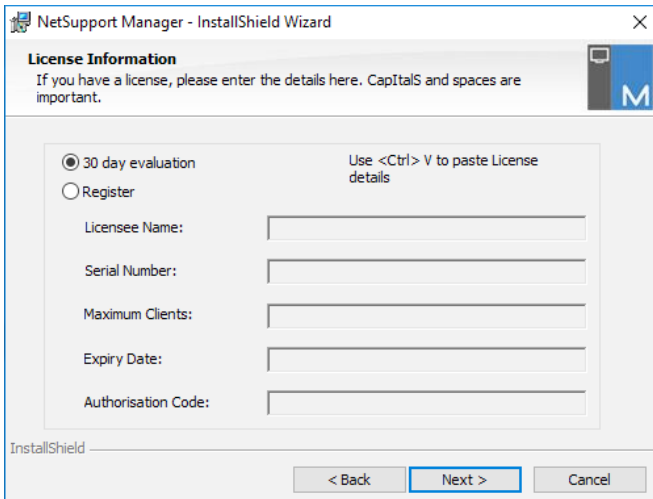 NetSupport Manager - InstallShield Wizard
License Information
If you have a license, please enter the details here. CapItalS and spaces are
important.
M
30 day evaluation
Use <Ctrl> V to paste License
details
Register
Licensee Name:
Serial Number:
Maximum Clients:
Expiry Date:
Authorisation Code:
InstallShield
< Back
Next >
Cancel